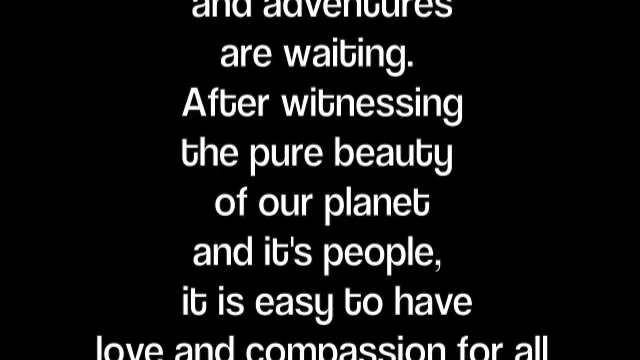 and adventures
are waiting.
After witnessing
the pure beauty
of our planet
and it's people,
it is easy to have
love and compassion for all